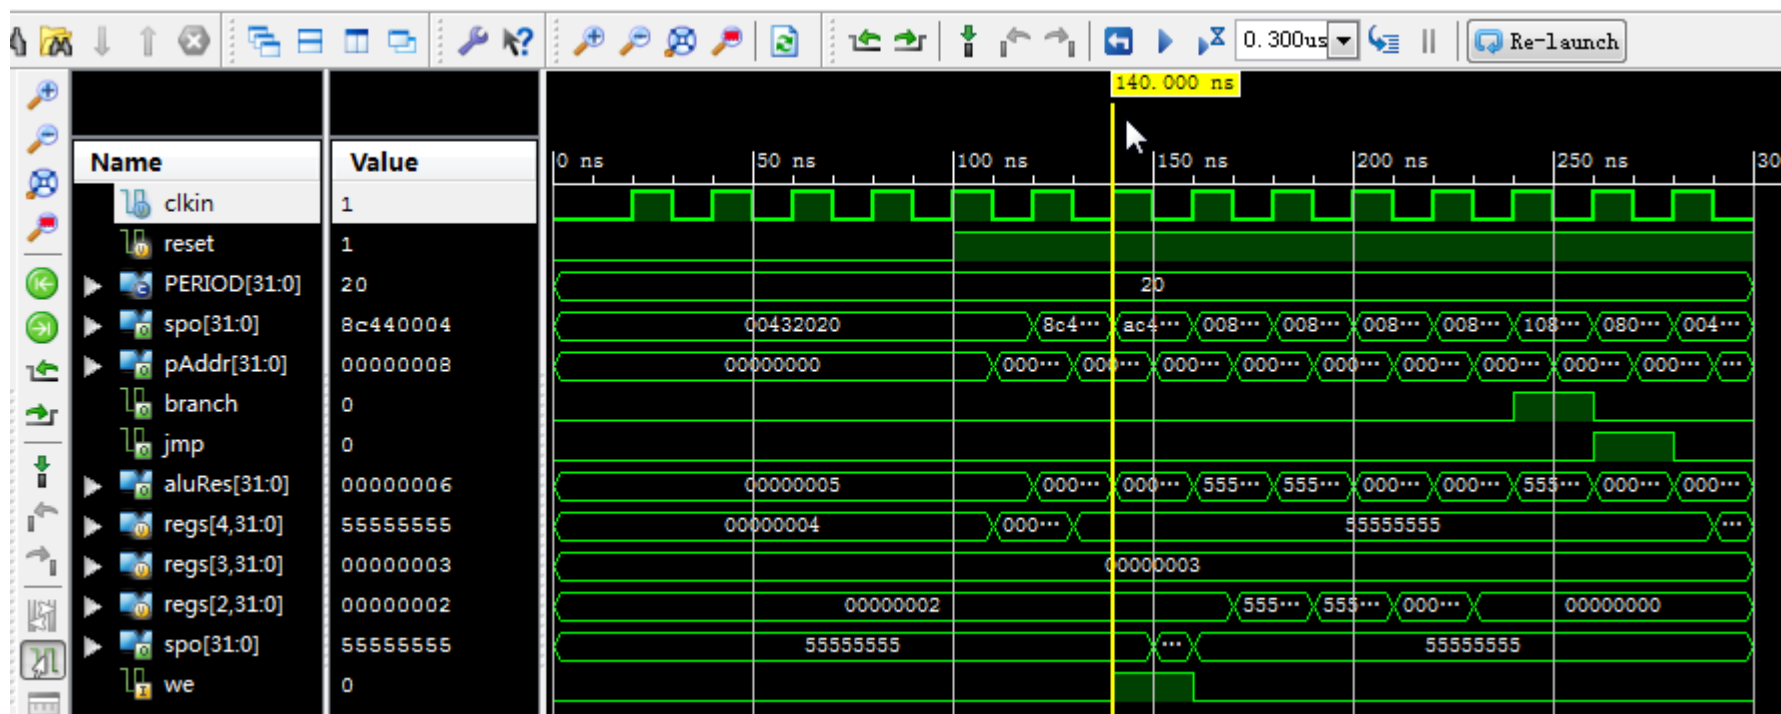 0.300us Re-launch
140.000 ns
Name Value 0 ns 50 ns 100 ns 150 ns 200 ns 250 ns 30
clkin 1
reset 1
PERIOD[31:0] 20 20
spo[31:0] 8c440004 00432020 8c4··· ac4··· 008··· 008··· 008··· 008··· 108··· 080··· 004···
pAddr[31:0] 00000008 00000000 000··· 000··· 000··· 000··· 000··· 000··· 000··· 000··· 000··· ···
branch 0
jmp 0
aluRes[31:0] 00000006 00000005 000··· 000··· 555··· 555··· 000··· 000··· 555··· 000··· 000···
regs[4,31:0] 55555555 00000004 000··· 55555555 ···
regs[3,31:0] 00000003 00000003
regs[2,31:0] 00000002 00000002 555··· 555··· 000··· 00000000
spo[31:0] 55555555 55555555 ··· 55555555
we 0